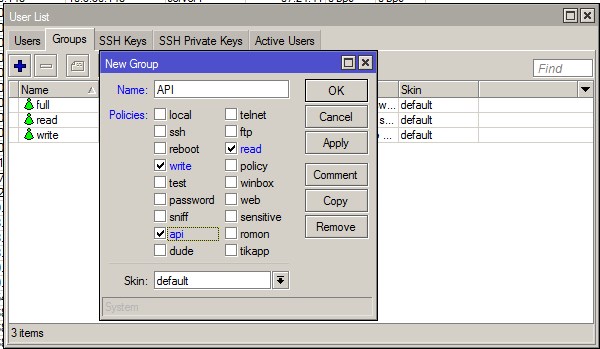 User List
Users Groups SSH Keys SSH Private Keys Active Users
Find
Name Skin
full w... default
read s... default
write ... default
New Group
Name: API
Policies: local telnet
ssh ftp
reboot read
write policy
test winbox
password web
sniff sensitive
api romon
dude tikapp
Skin: default
System
OK
Cancel
Apply
Comment
Copy
Remove
3 items